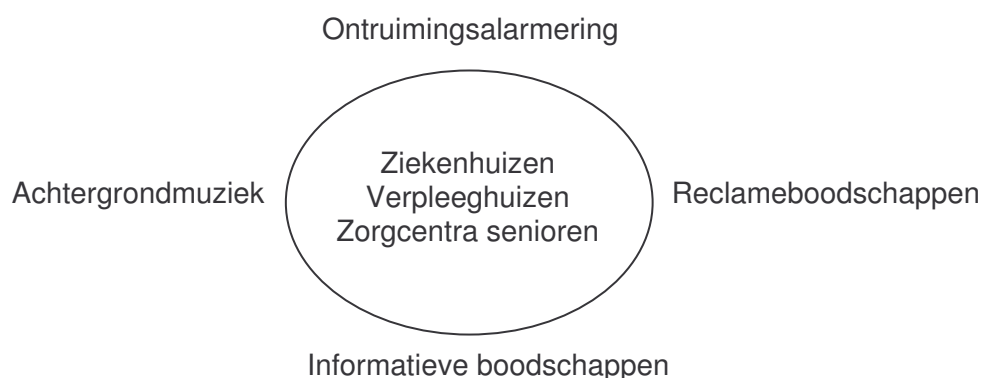 Ontruimingsalarmering
Ziekenhuizen
Achtergrondmuziek
Verpleeghuizen
Reclameboodschappen
Zorgcentra senioren
Informatieve boodschappen